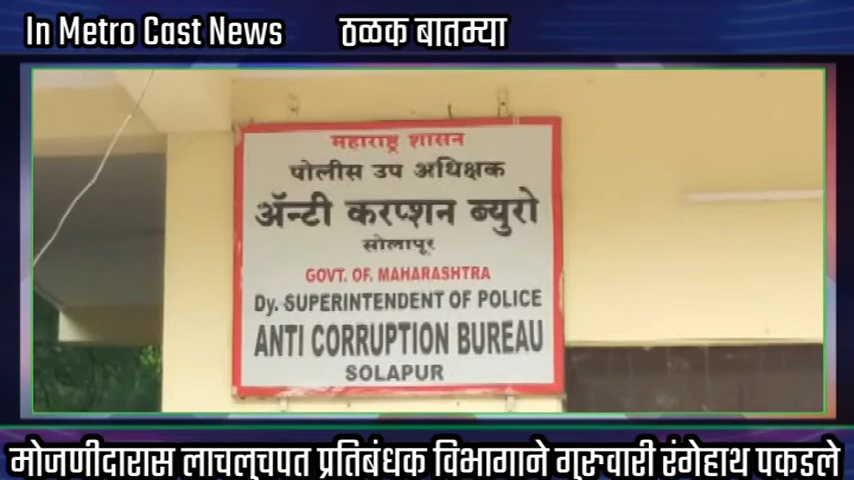 In Metro Cast News ठळक बातम्या
महाराष्ट्र शासन
पोलीस उप अधिक्षक
ॲन्टी करप्शन ब्युरो
सोलापूर
GOVT. OF. MAHARASHTRA
Dy. SUPERINTENDENT OF POLICE
ANTI CORRUPTION BUREAU
SOLAPUR
मोजणीदारास लाचलुचपत प्रतिबंधक विभागाने गुरुवारी रंगेहाथ पकडले